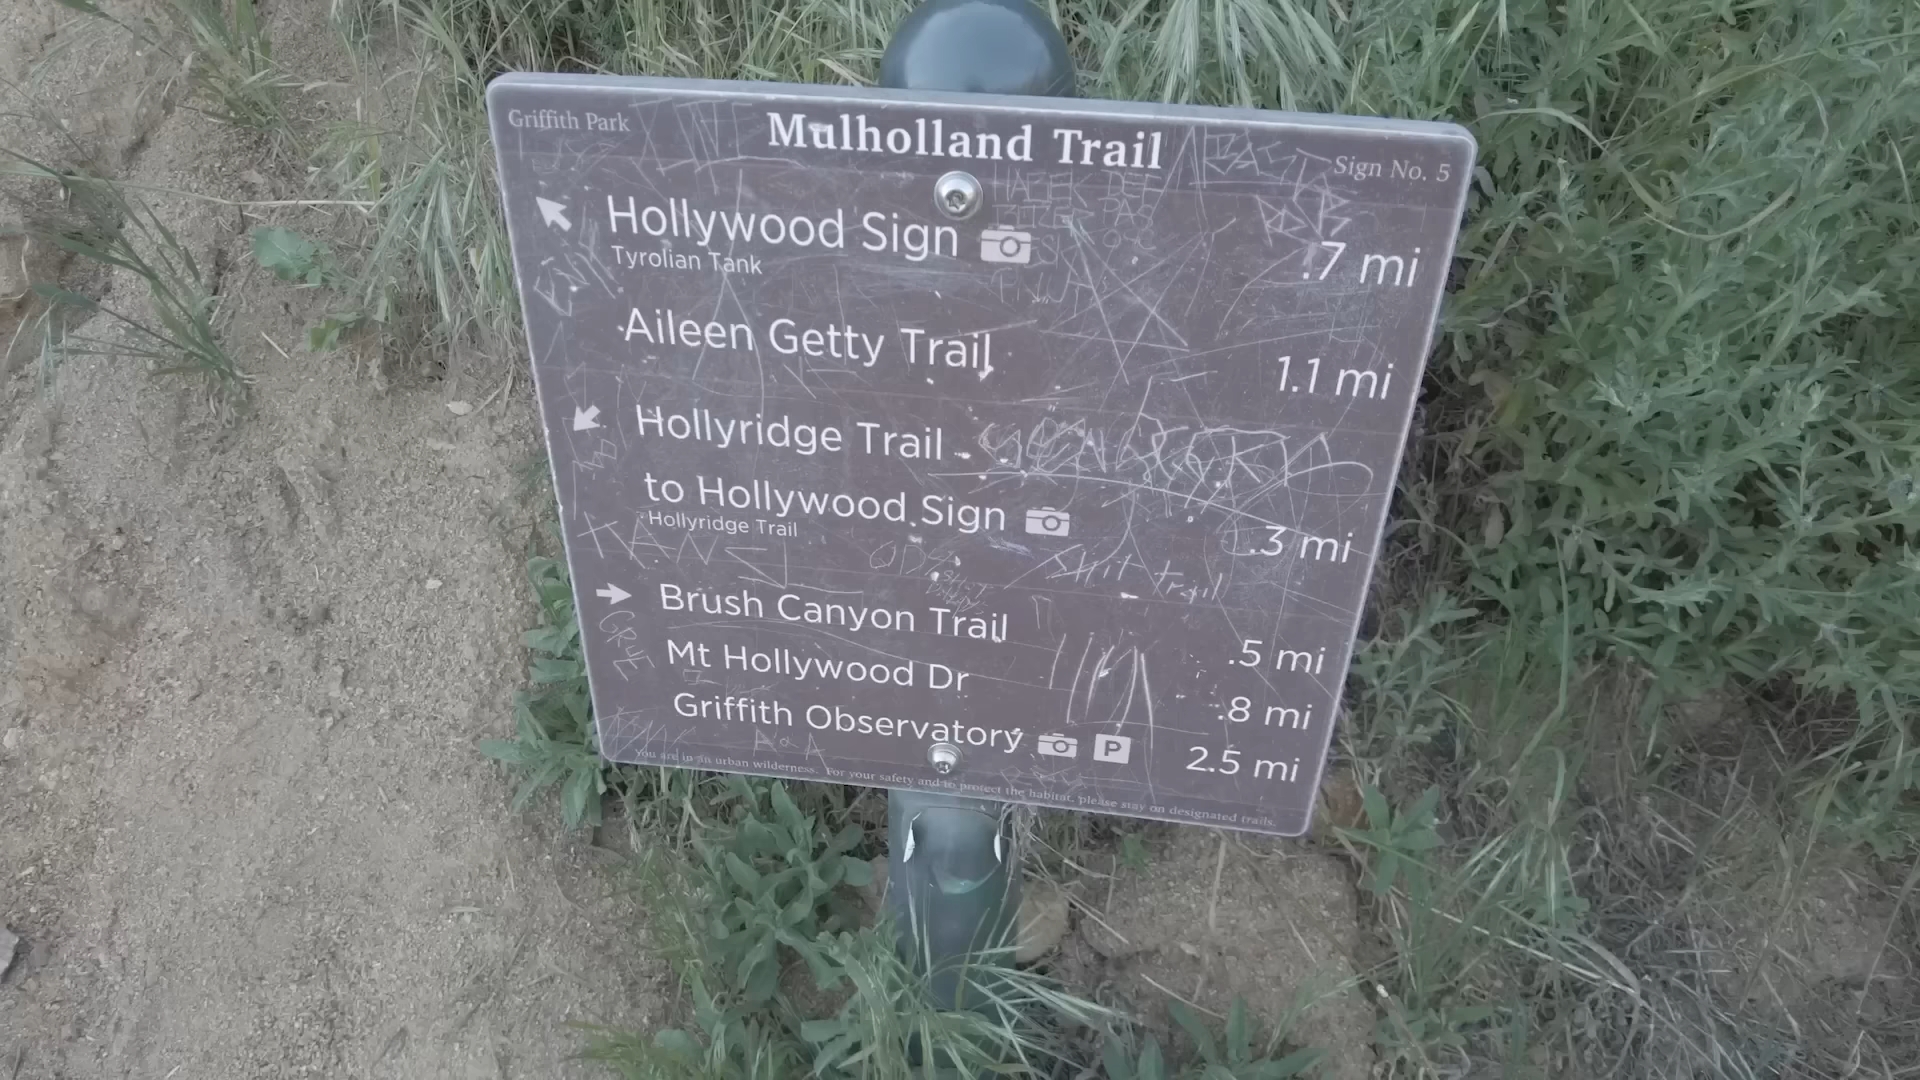 Griffith Park
Mulholland Trail
Sign No. 5
Hollywood Sign .7 mi
Tyrolian Tank
Aileen Getty Trail 1.1 mi
Hollyridge Trail
to Hollywood Sign .3 mi
Hollyridge Trail
Shit trail
Brush Canyon Trail .5 mi
Mt Hollywood Dr .8 mi
Griffith Observatory P 2.5 mi
You are in an urban wilderness. For your safety and to protect the habitat, please stay on designated trails.